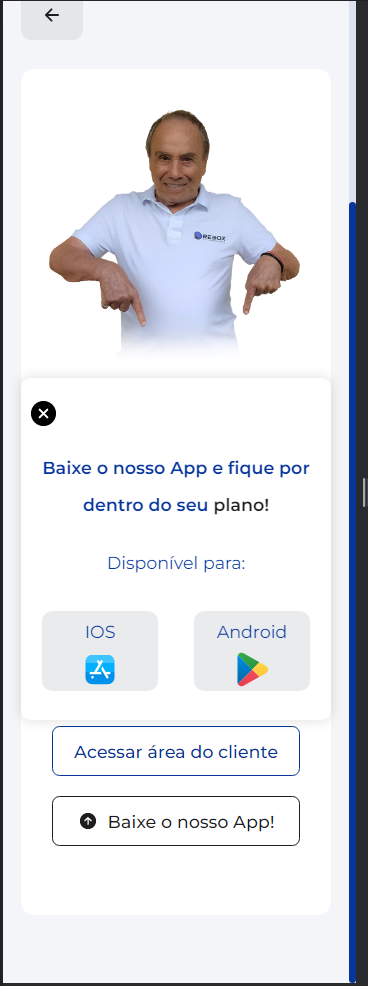 REBOX
Baixe o nosso App e fique por
dentro do seu plano!
Disponível para:
IOS
Android
Acessar área do cliente
Baixe o nosso App!